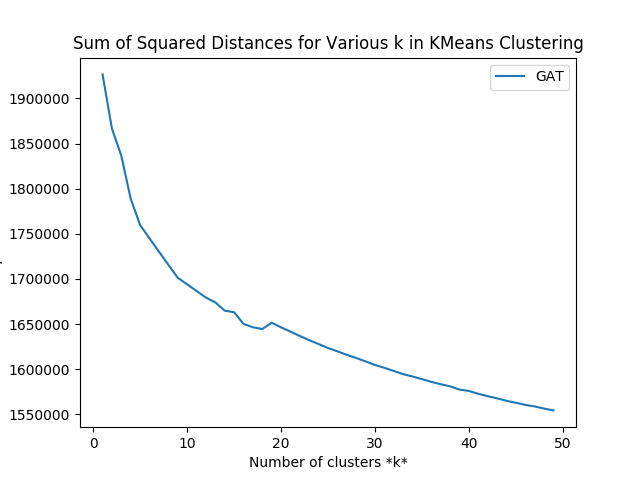 Sum of Squared Distances for Various k in KMeans Clustering
GAT
1900000
1850000
1800000
1750000
1700000
1650000
1600000
1550000
0 10 20 30 40 50
Number of clusters *k*